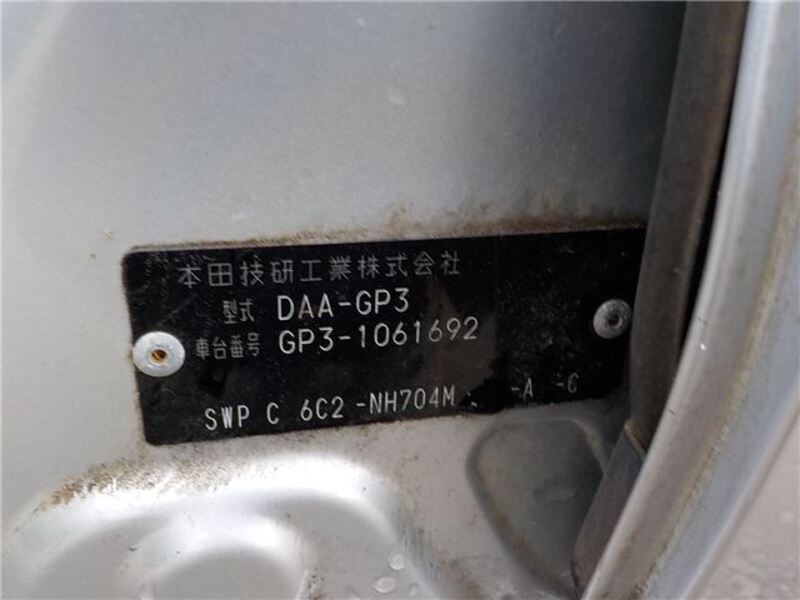 本田技研工業株式会社
型式 DAA-GP3
車台番号 GP3-1061692
SWP C 6C2 -NH704M -A -C